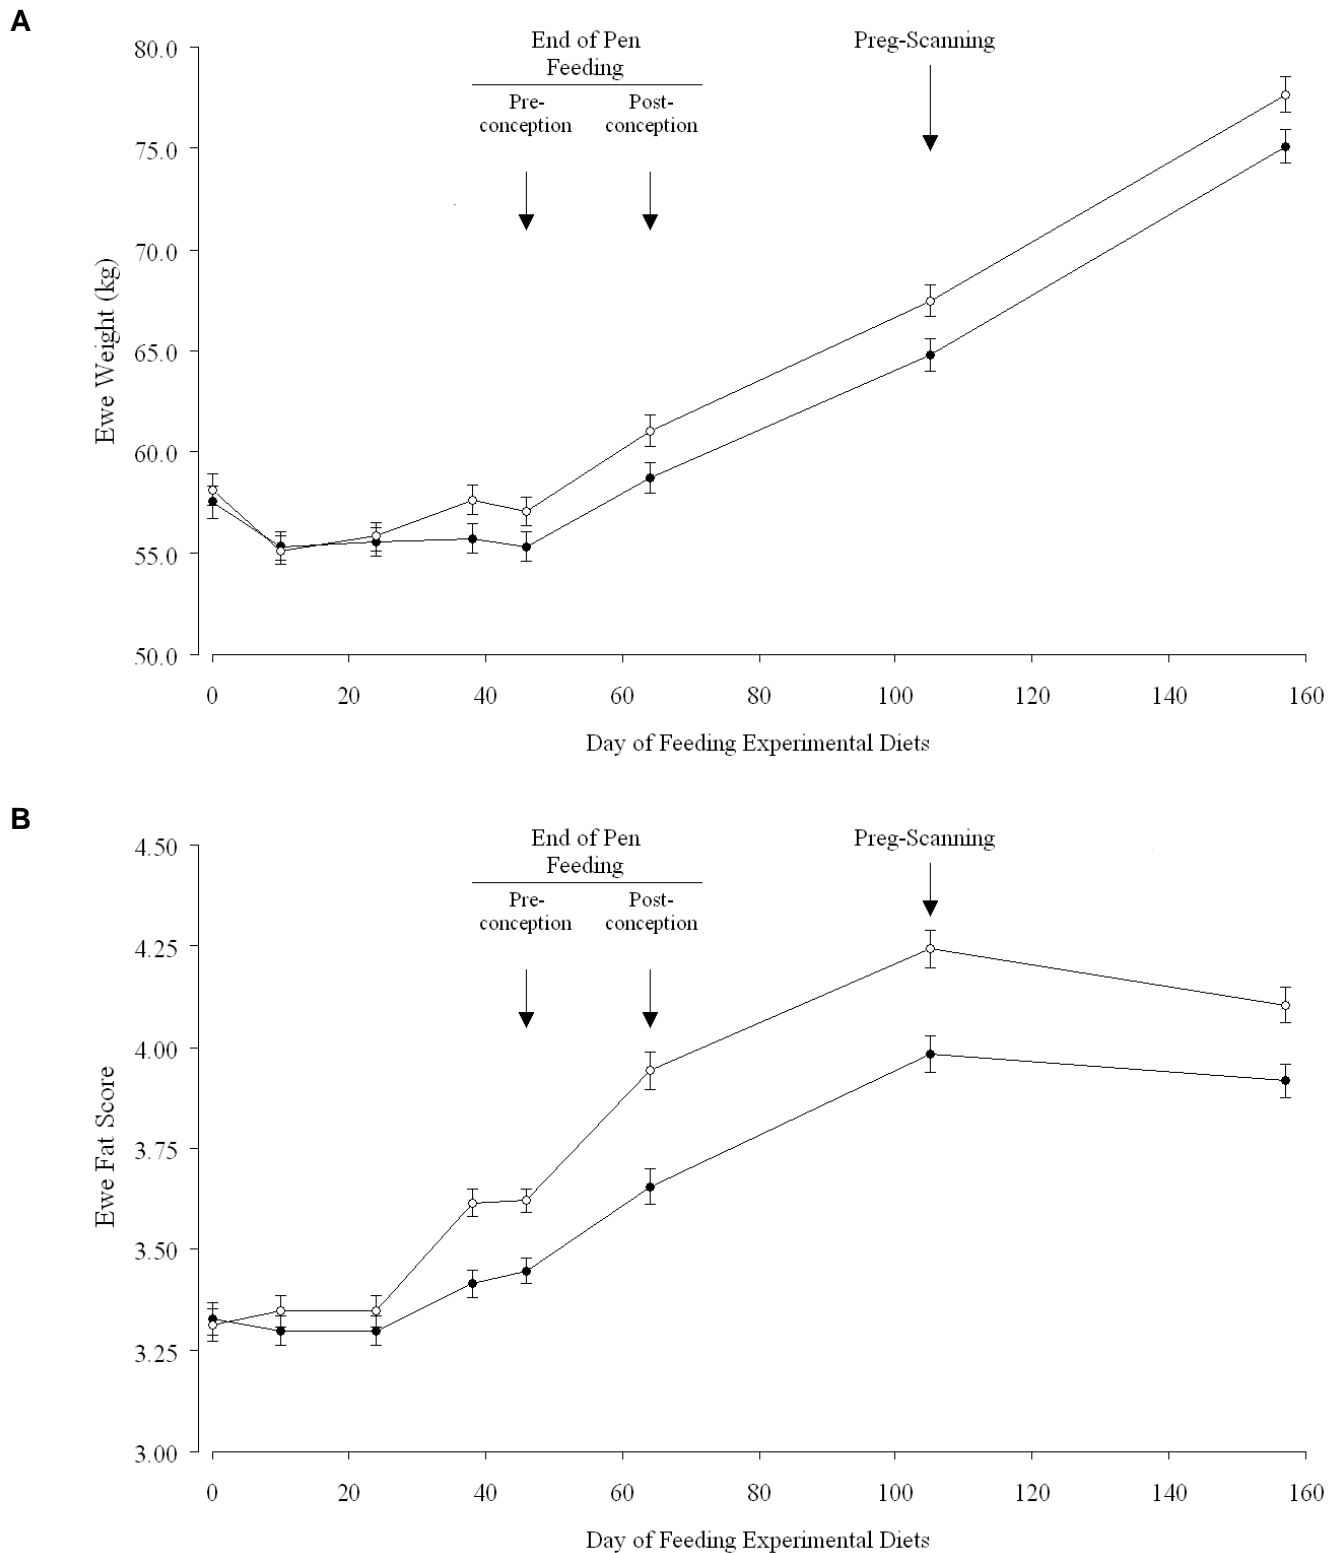 A
80.0
75.0
70.0
65.0
60.0
55.0
50.0
Ewe Weight (kg)
End of Pen
Feeding
Pre-
conception
Post-
conception
Preg-Scanning
0 20 40 60 80 100 120 140 160
Day of Feeding Experimental Diets
B
4.50
4.25
4.00
3.75
3.50
3.25
3.00
Ewe Fat Score
End of Pen
Feeding
Pre-
conception
Post-
conception
Preg-Scanning
0 20 40 60 80 100 120 140 160
Day of Feeding Experimental Diets